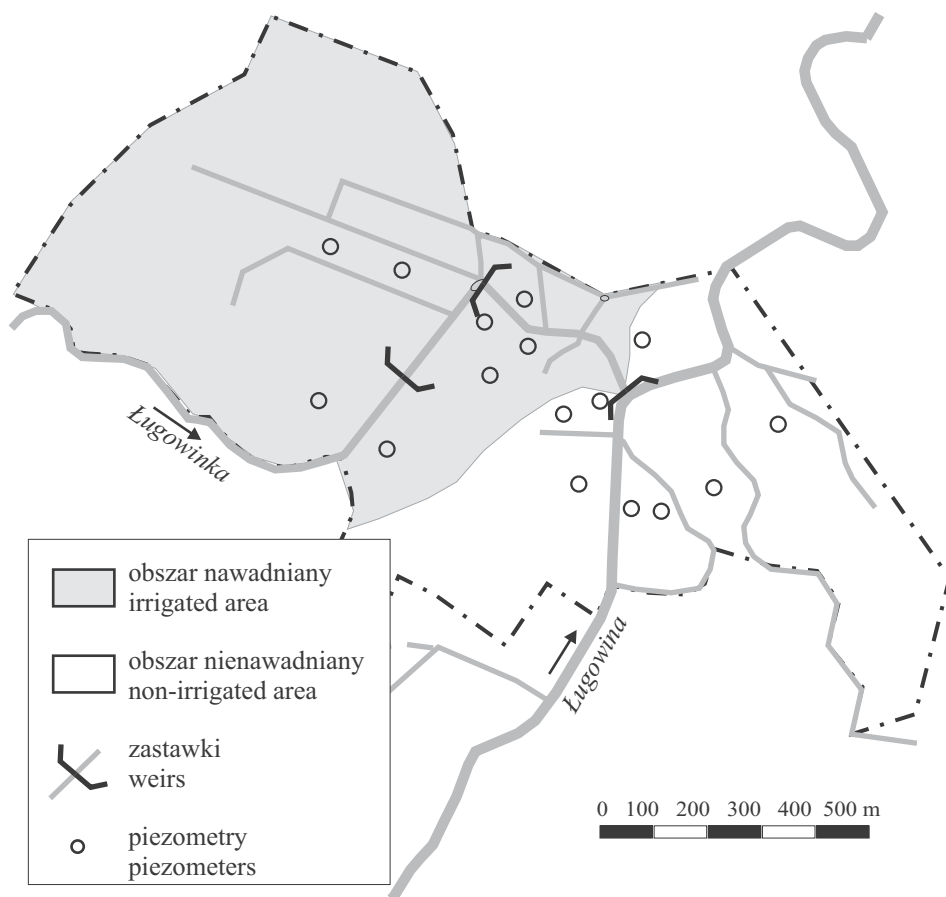 Ługowinka
Ługowina
obszar nawadniany
irrigated area
obszar nienawadniany
non-irrigated area
zastawki
weirs
piezometry
piezometers
0 100 200 300 400 500 m